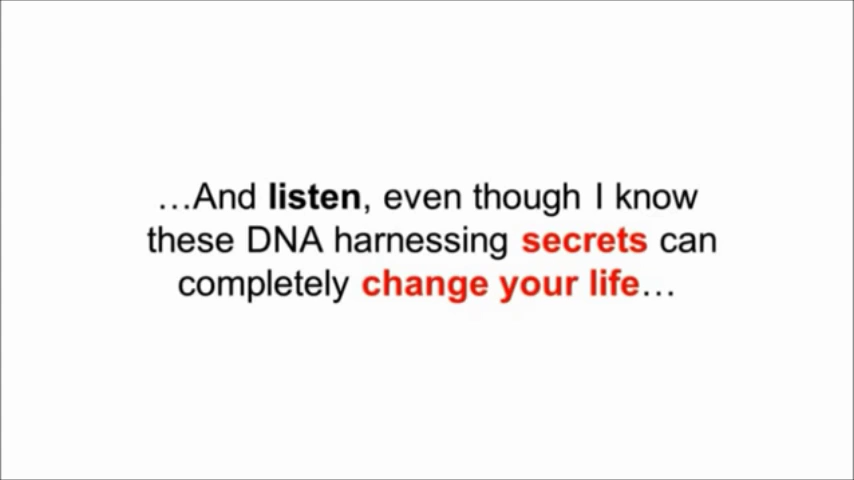 …And listen, even though I know
these DNA harnessing secrets can
completely change your life…